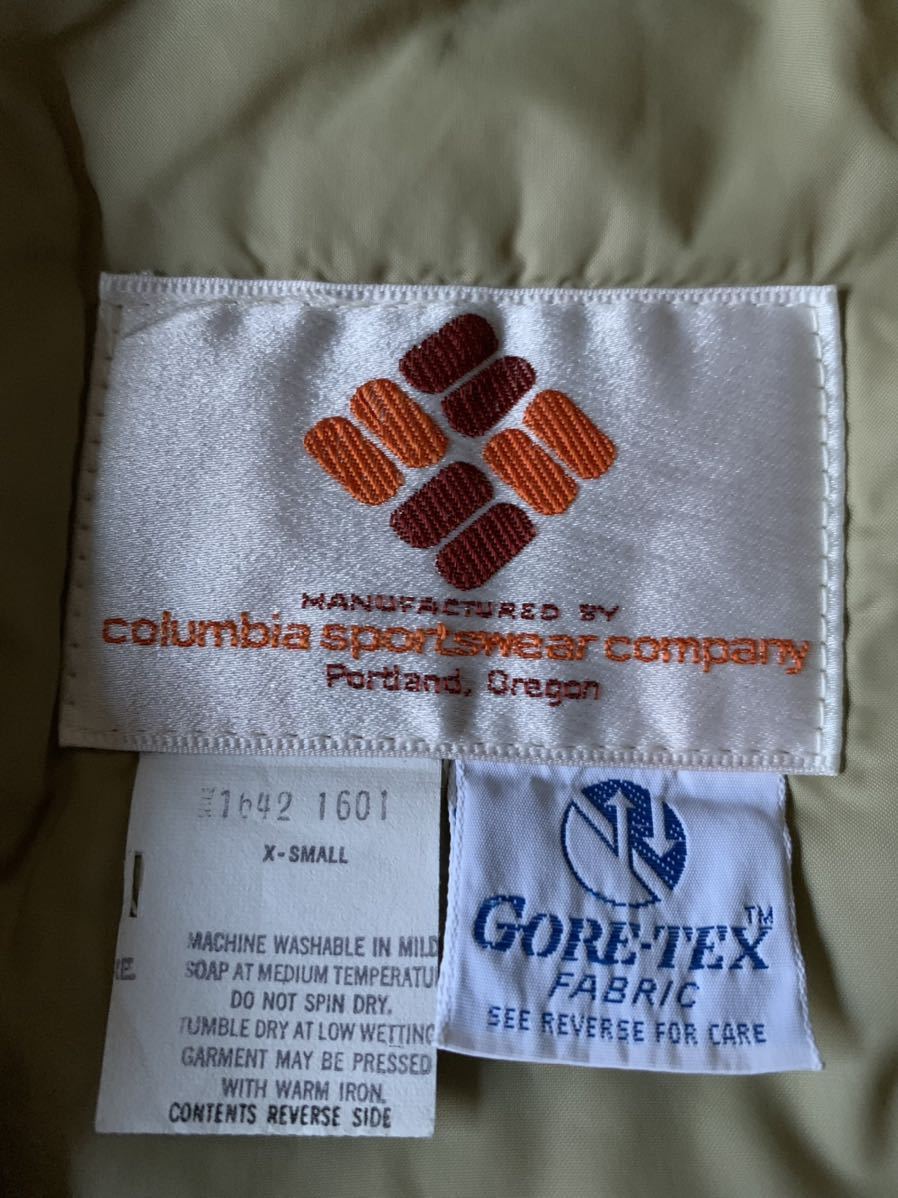 MANUFACTURED BY
columbia sportswear company
Portland, Oregon
1642 1601
X-SMALL
MACHINE WASHABLE IN MILD
SOAP AT MEDIUM TEMPERATU
DO NOT SPIN DRY.
TUMBLE DRY AT LOW WETTING
GARMENT MAY BE PRESSED
WITH WARM IRON.
CONTENTS REVERSE SIDE
GORE-TEX™
FABRIC
SEE REVERSE FOR CARE